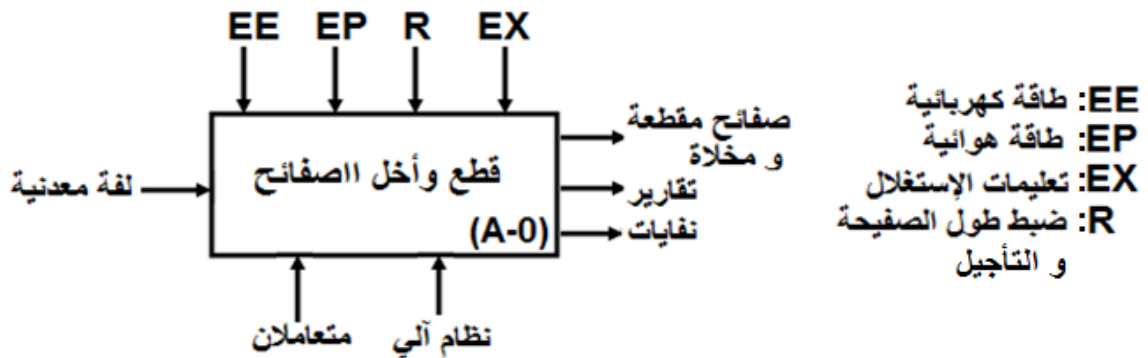 EE EP R EX
صفائح مقطعة
و مخلاة
تقارير
نفايات
قطع وأخل ااصفائح
(A-0)
لفة معدنية
متعاملان
نظام آلي
EE: طاقة كهربائية
EP: طاقة هوائية
EX: تعليمات الإستغلال
R: ضبط طول الصفيحة
و التأجيل